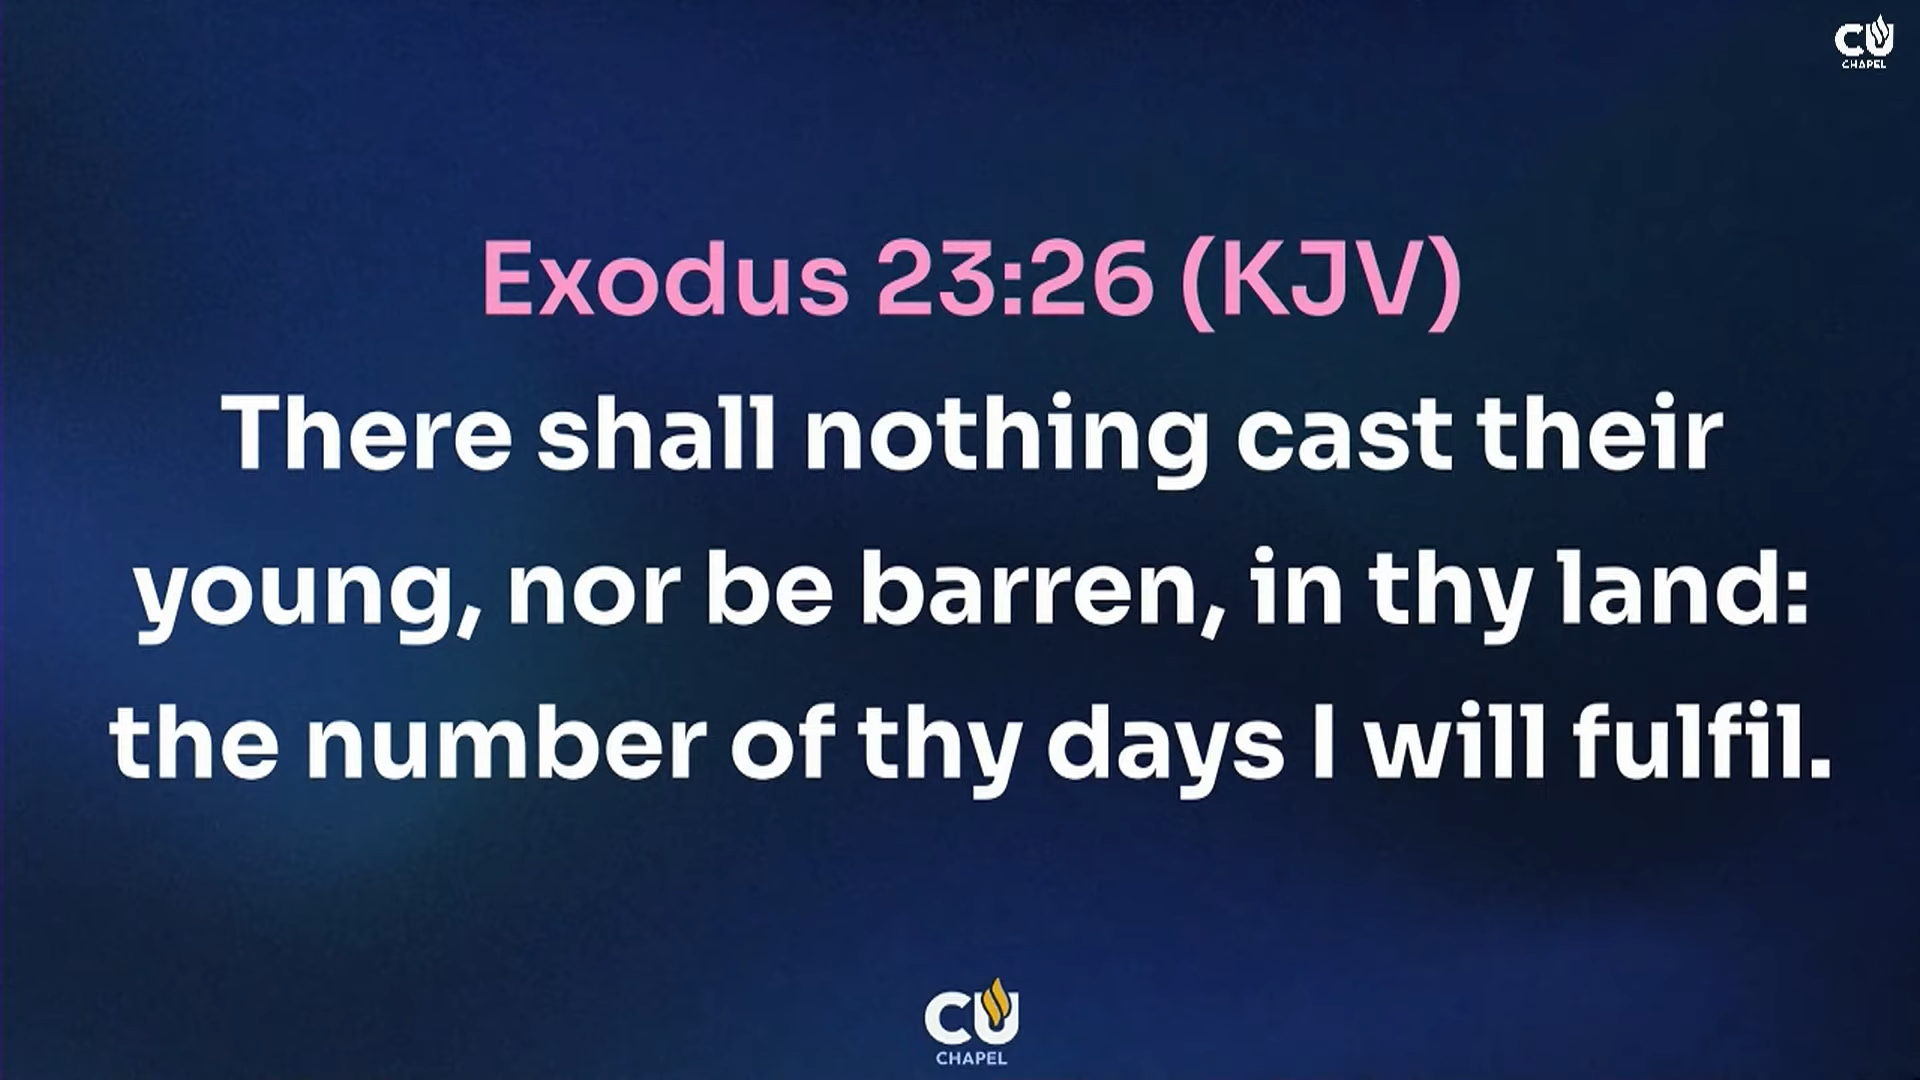 CU
CHAPEL
Exodus 23:26 (KJV)
There shall nothing cast their
young, nor be barren, in thy land:
the number of thy days I will fulfil.
CU
CHAPEL